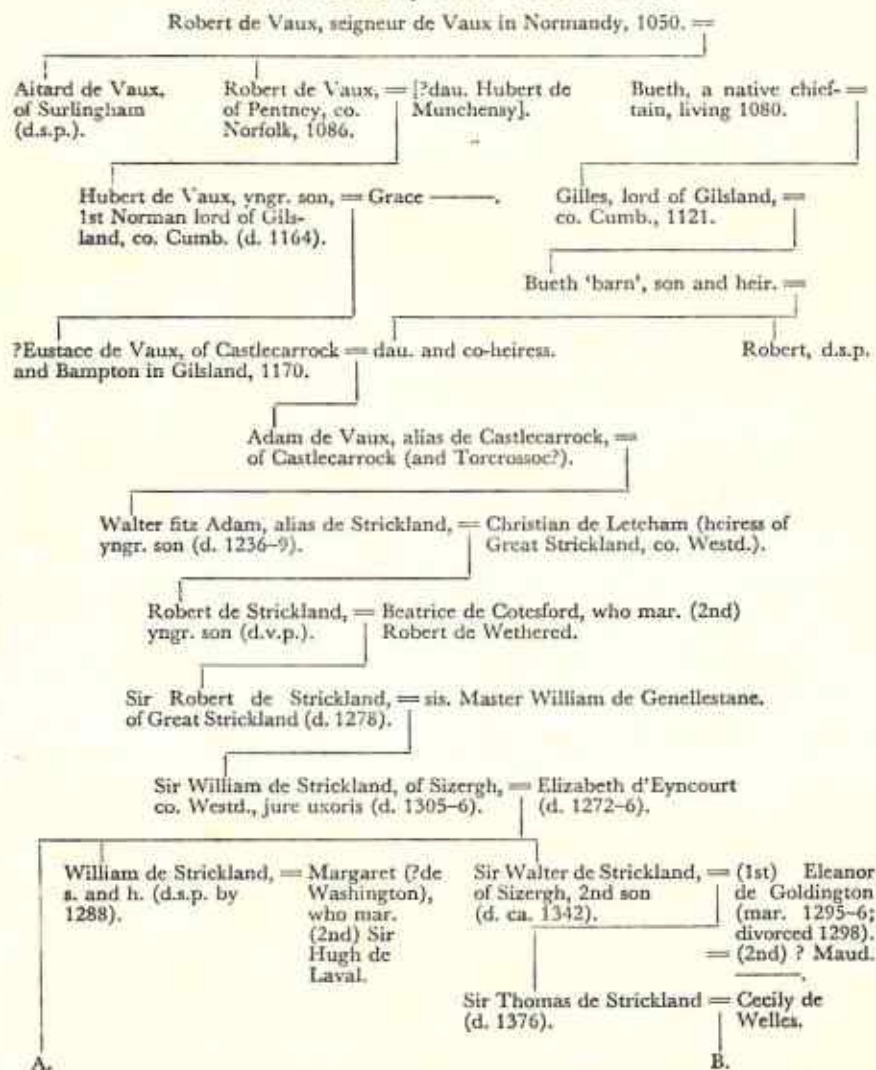 Robert de Vaux, seigneur de Vaux in Normandy, 1050. =
Aitard de Vaux,
of Surlingham
(d.s.p.).
Robert de Vaux, =
of Pentney, co.
Norfolk, 1086.
[?dau. Hubert de
Munchensy].
Bueth, a native chief- =
tain, living 1080.
Hubert de Vaux, yngr. son, = Grace ———.
1st Norman lord of Gils-
land, co. Cumb. (d. 1164).
Gilles, lord of Gilsland, =
co. Cumb., 1121.
Bueth ‘barn’, son and heir. =
?Eustace de Vaux, of Castlecarrock = dau. and co-heiress.
and Bampton in Gilsland, 1170.
Robert, d.s.p.
Adam de Vaux, alias de Castlecarrock, =
of Castlecarrock (and Torcrossoc?).
Walter fitz Adam, alias de Strickland, =
yngr. son (d. 1236–9).
Christian de Letcham (heiress of
Great Strickland, co. Westd.).
Robert de Strickland, =
yngr. son (d.v.p.).
Beatrice de Cotesford, who mar. (2nd)
Robert de Wethered.
Sir Robert de Strickland, = sis. Master William de Genellestane.
of Great Strickland (d. 1278).
Sir William de Strickland, of Sizergh, =
co. Westd., jure uxoris (d. 1305–6).
Elizabeth d'Eyncourt
(d. 1272–6).
William de Strickland, =
s. and h. (d.s.p. by
1288).
Margaret (?de
Washington),
who mar.
(2nd) Sir
Hugh de
Laval.
Sir Walter de Strickland, =
of Sizergh, 2nd son
(d. ca. 1342).
(1st) Eleanor
de Goldington
(mar. 1295–6;
divorced 1298).
= (2nd) ? Maud.
———.
Sir Thomas de Strickland =
(d. 1376).
Cecily de
Welles.
A.
B.